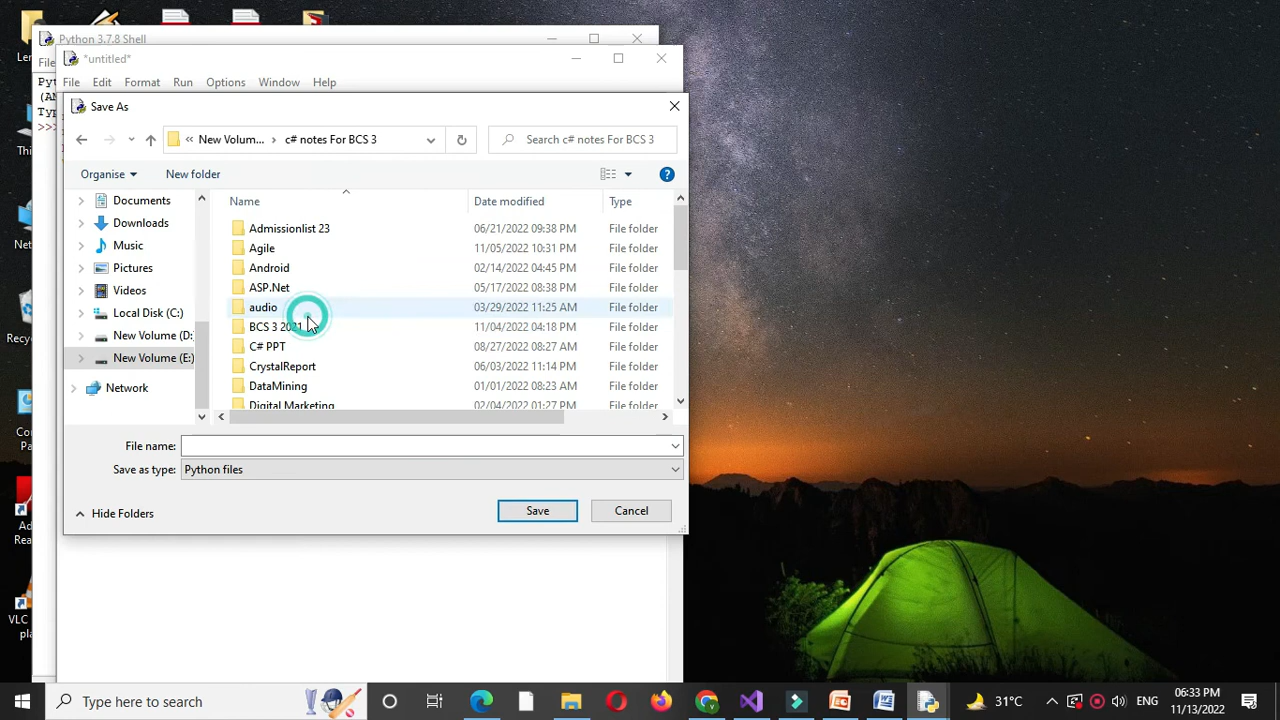 Python 3.7.8 Shell
*untitled*
File Edit Format Run Options Window Help
Save As
« New Volum... › c# notes For BCS 3
Search c# notes For BCS 3
Organise
New folder
Name Date modified Type
Documents
Downloads
Music
Pictures
Videos
Local Disk (C:)
New Volume (D:
New Volume (E:)
Network
Admissionlist 23 06/21/2022 09:38 PM File folder
Agile 11/05/2022 10:31 PM File folder
Android 02/14/2022 04:45 PM File folder
ASP.Net 05/17/2022 08:38 PM File folder
audio 03/29/2022 11:25 AM File folder
BCS 3 2021 11/04/2022 04:18 PM File folder
C# PPT 08/27/2022 08:27 AM File folder
CrystalReport 06/03/2022 11:14 PM File folder
DataMining 01/01/2022 08:23 AM File folder
Digital Marketing 02/04/2022 01:27 PM File folder
File name:
Save as type: Python files
Hide Folders
Save Cancel
Type here to search
31°C
ENG
06:33 PM
11/13/2022